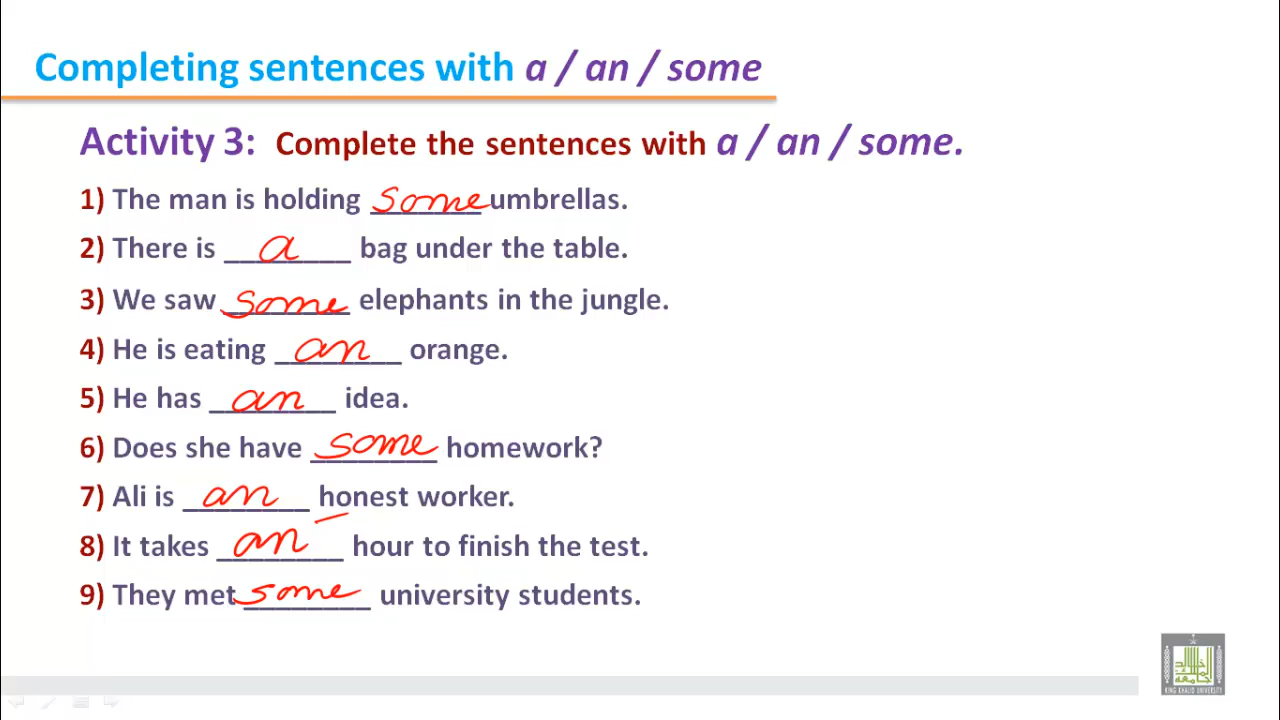 Completing sentences with a / an / some
Activity 3: Complete the sentences with a / an / some.
1) The man is holding some umbrellas.
2) There is a bag under the table.
3) We saw some elephants in the jungle.
4) He is eating an orange.
5) He has an idea.
6) Does she have some homework?
7) Ali is an honest worker.
8) It takes an hour to finish the test.
9) They met some university students.
KING KHALID UNIVERSITY